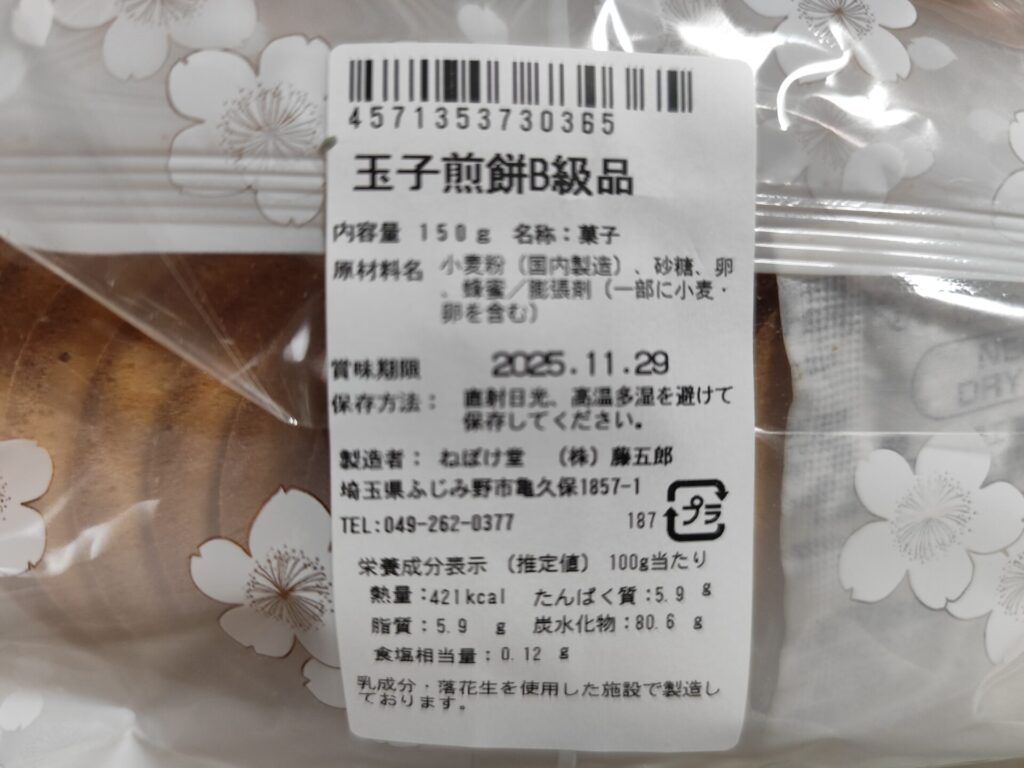 4571353730365
玉子煎餅B級品
内容量 150g 名称：菓子
原材料名 小麦粉（国内製造）、砂糖、卵
、蜂蜜／膨張剤（一部に小麦・
卵を含む）
賞味期限 2025.11.29
保存方法： 直射日光、高温多湿を避けて
保存してください。
製造者： ねぼけ堂 （株）藤五郎
埼玉県ふじみ野市亀久保1857-1
TEL:049-262-0377 187 プラ
栄養成分表示 （推定値） 100g当たり
熱量:421kcal たんぱく質:5.9 g
脂質:5.9 g 炭水化物:80.6 g
食塩相当量:0.12 g
乳成分・落花生を使用した施設で製造し
ております。